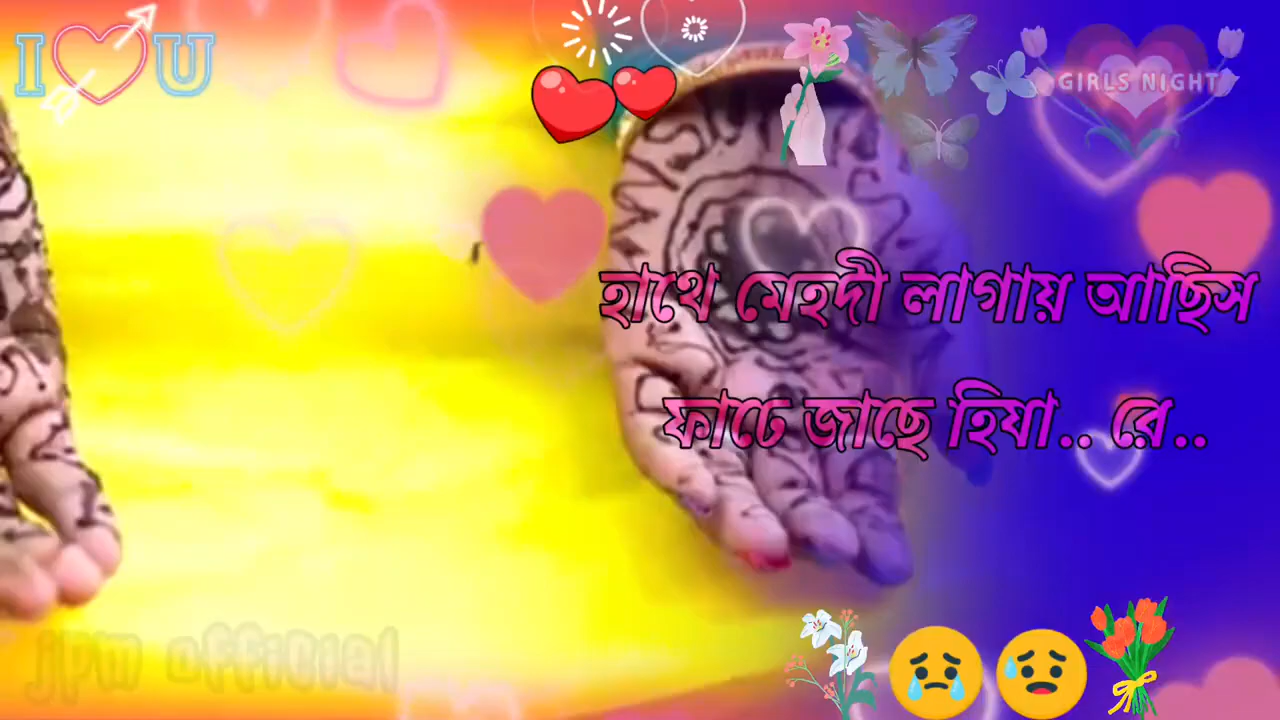 I U
GIRLS NIGHT
হাথে মেহদী লাগায় আছিস
ফাটে জাছে হিযা.. রে..
jpm official